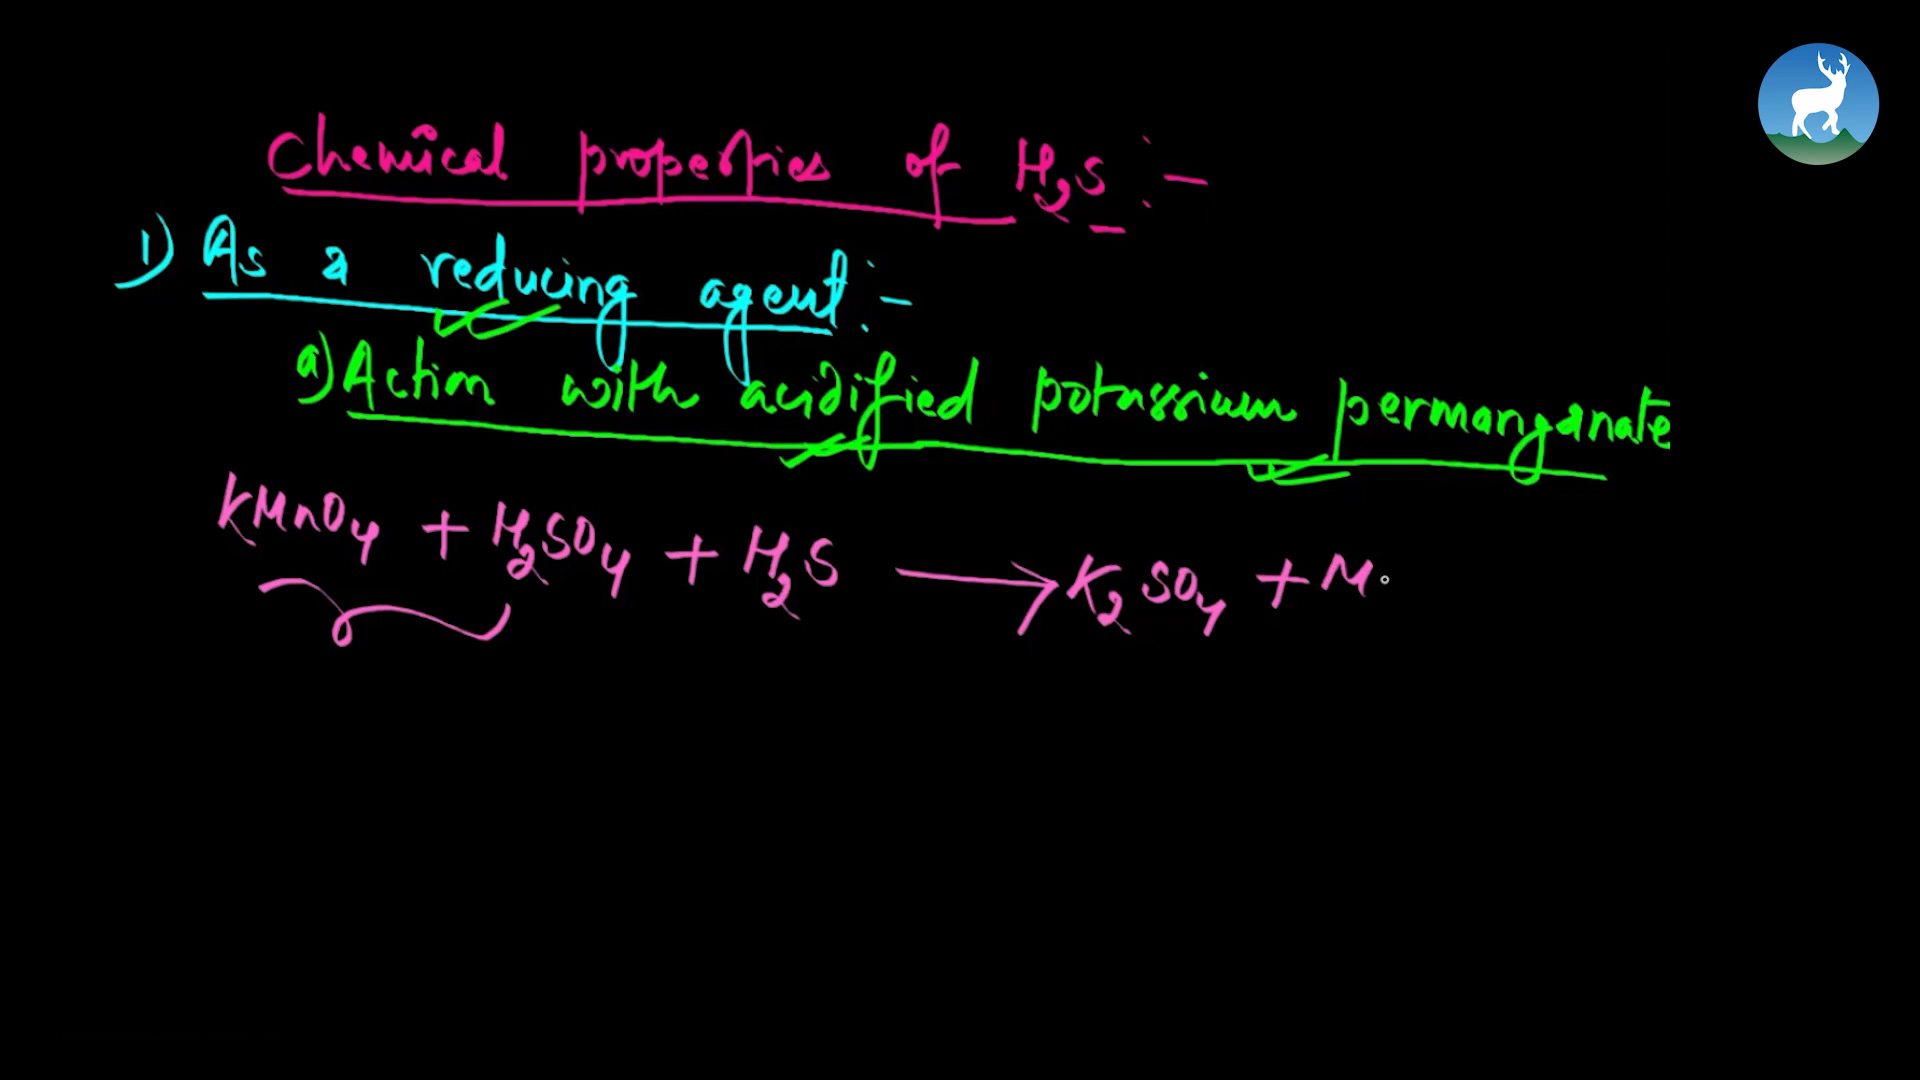 Chemical properties of H₂S :-
1) As a reducing agent :-
a) Action with acidified potassium permanganate
KMnO₄ + H₂SO₄ + H₂S ⟶ K₂SO₄ + M